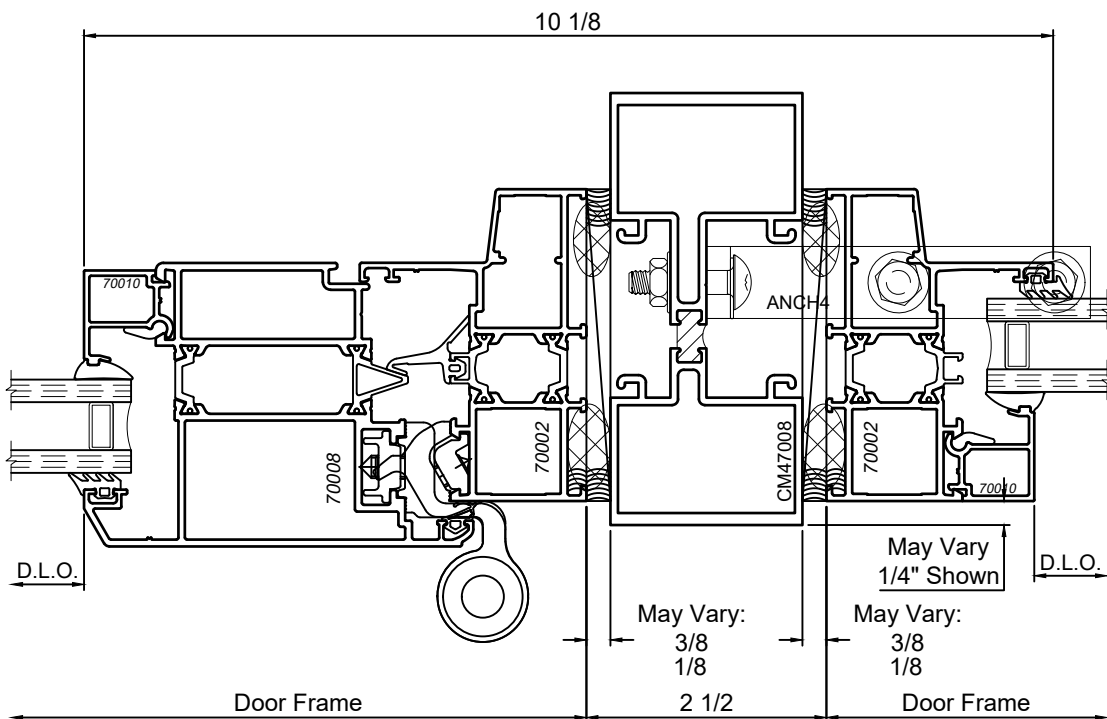 10 1/8
70010
ANCH4
70008
70002
CM47008
70002
70010
D.L.O.
May Vary
1/4" Shown
D.L.O.
May Vary:
3/8
1/8
May Vary:
3/8
1/8
Door Frame
2 1/2
Door Frame